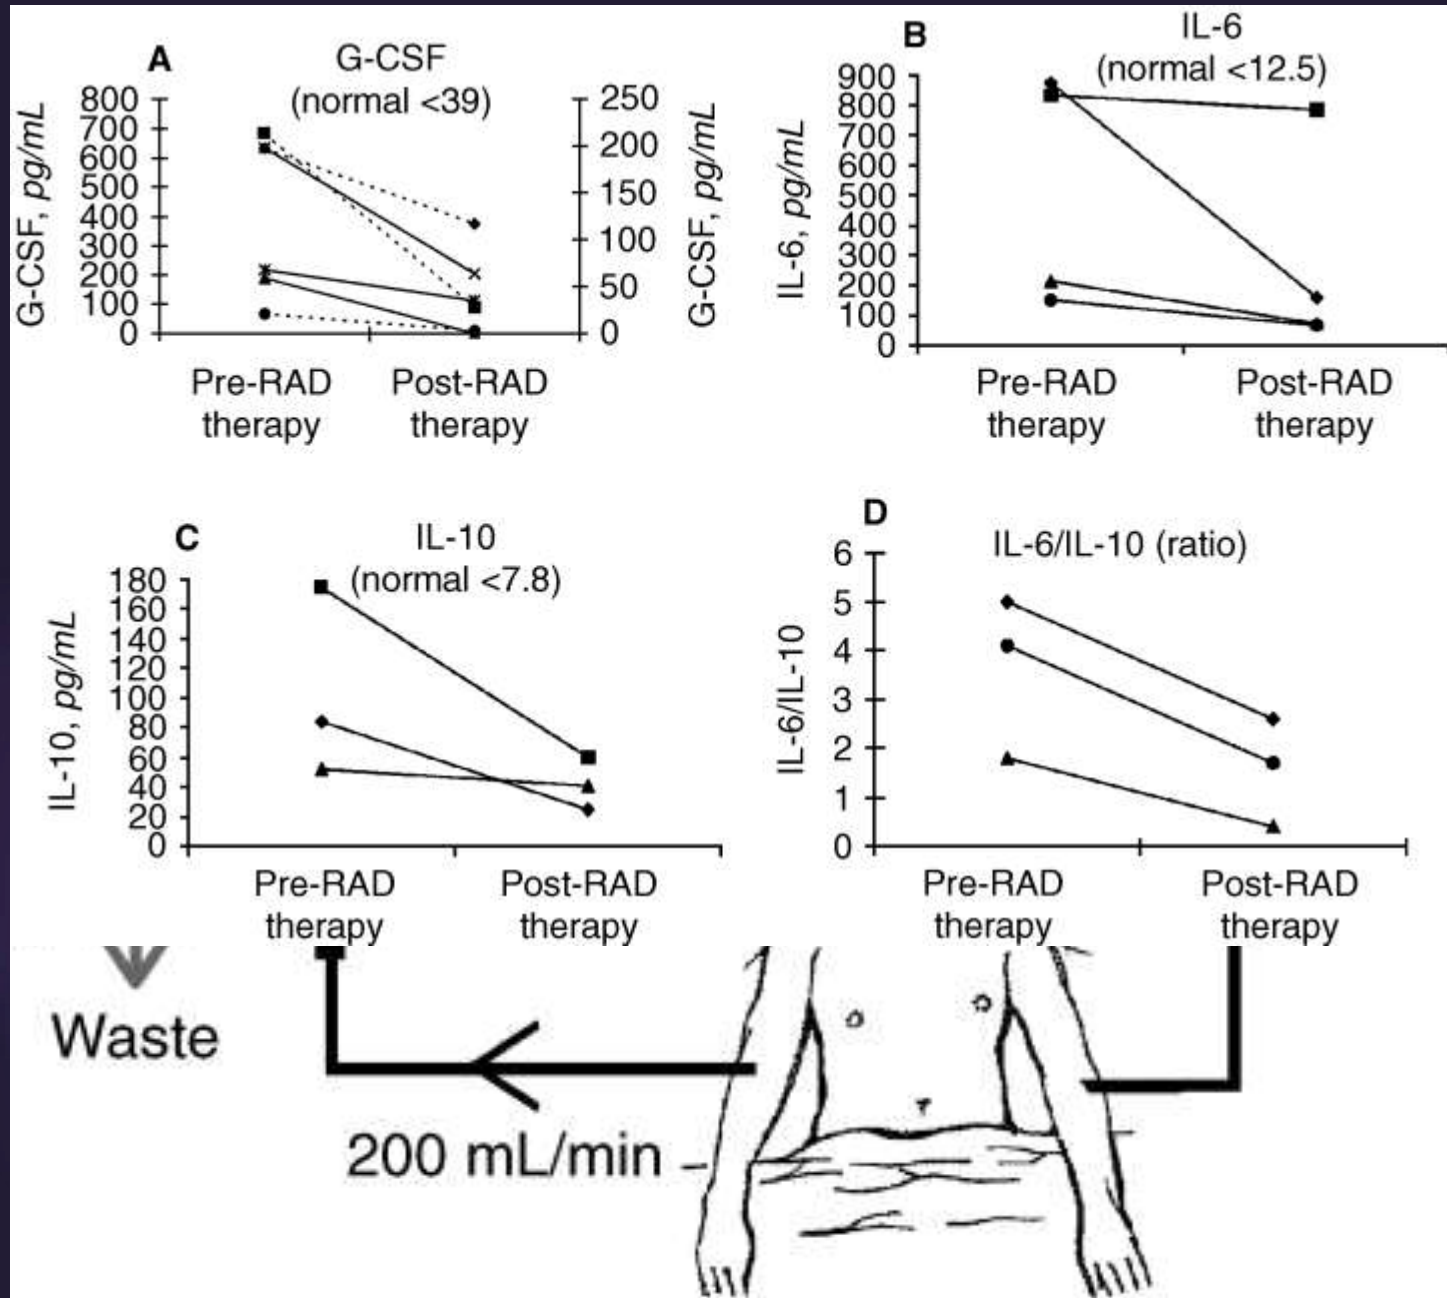 A
G-CSF
(normal <39)
G-CSF, pg/mL
800
700
600
500
400
300
200
100
0
250
200
150
100
50
0
G-CSF, pg/mL
Pre-RAD
therapy
Post-RAD
therapy
B
IL-6
(normal <12.5)
IL-6, pg/mL
900
800
700
600
500
400
300
200
100
0
Pre-RAD
therapy
Post-RAD
therapy
C
IL-10
(normal <7.8)
IL-10, pg/mL
180
160
140
120
100
80
60
40
20
0
Pre-RAD
therapy
Post-RAD
therapy
D
IL-6/IL-10 (ratio)
IL-6/IL-10
6
5
4
3
2
1
0
Pre-RAD
therapy
Post-RAD
therapy
Waste
200 mL/min